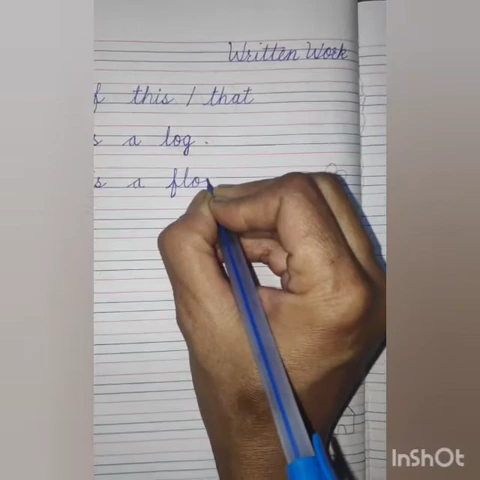 Written Work
f this / that
s a log.
s a flo
InShOt